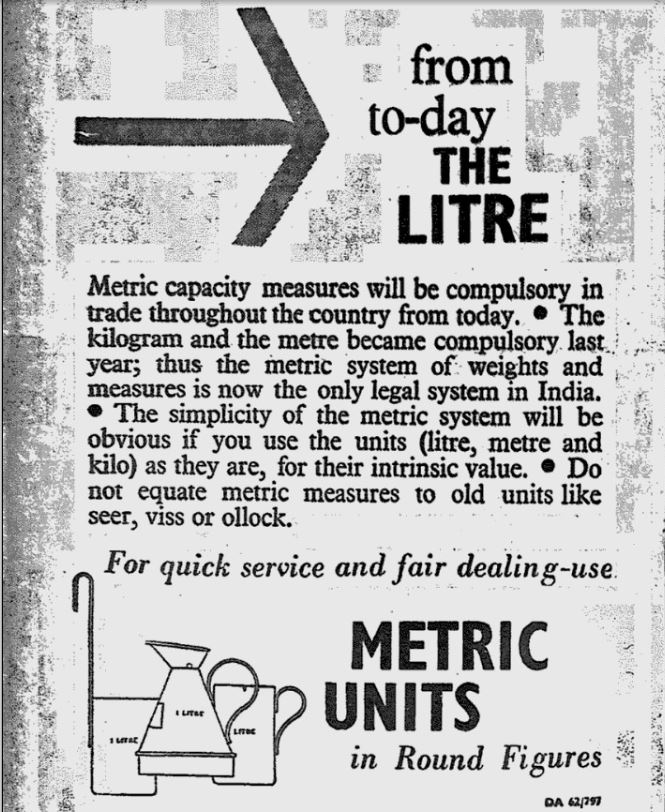 from
to-day
THE
LITRE
Metric capacity measures will be compulsory in
trade throughout the country from today. • The
kilogram and the metre became compulsory last
year; thus the metric system of weights and
measures is now the only legal system in India.
• The simplicity of the metric system will be
obvious if you use the units (litre, metre and
kilo) as they are, for their intrinsic value. • Do
not equate metric measures to old units like
seer, viss or ollock.
For quick service and fair dealing-use
METRIC
UNITS
in Round Figures
1 LITRE
1 LITRE
LITRE
DA 62/797